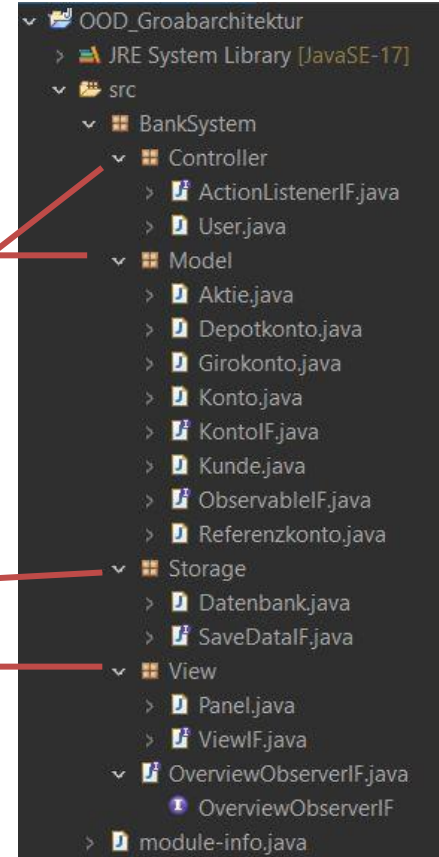 OOD_Groabarchitektur
JRE System Library [JavaSE-17]
src
BankSystem
Controller
ActionListenerIF.java
User.java
Model
Aktie.java
Depotkonto.java
Girokonto.java
Konto.java
KontoIF.java
Kunde.java
ObservableIF.java
Referenzkonto.java
Storage
Datenbank.java
SaveDataIF.java
View
Panel.java
ViewIF.java
OverviewObserverIF.java
OverviewObserverIF
module-info.java